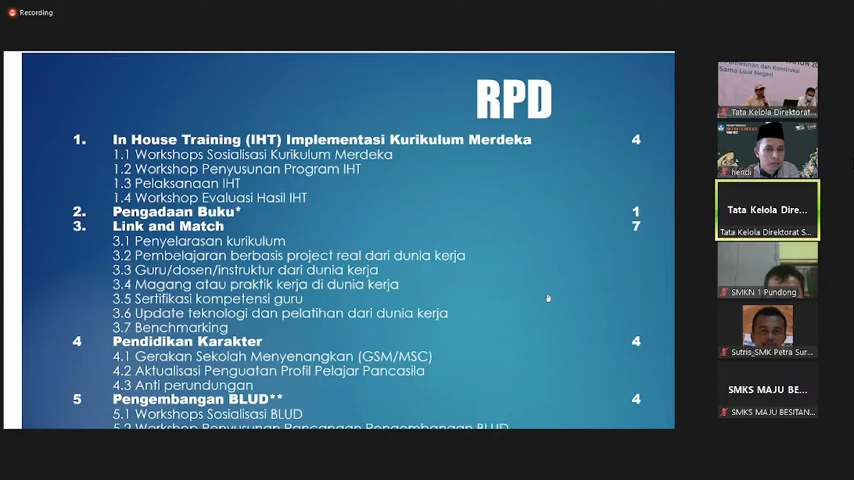 Recording
RPD
1. In House Training (IHT) Implementasi Kurikulum Merdeka 4
1.1 Workshops Sosialisasi Kurikulum Merdeka
1.2 Workshop Penyusunan Program IHT
1.3 Pelaksanaan IHT
1.4 Workshop Evaluasi Hasil IHT
2. Pengadaan Buku* 1
3. Link and Match 7
3.1 Penyelarasan kurikulum
3.2 Pembelajaran berbasis project real dari dunia kerja
3.3 Guru/dosen/instruktur dari dunia kerja
3.4 Magang atau praktik kerja di dunia kerja
3.5 Sertifikasi kompetensi guru
3.6 Update teknologi dan pelatihan dari dunia kerja
3.7 Benchmarking
4 Pendidikan Karakter 4
4.1 Gerakan Sekolah Menyenangkan (GSM/MSC)
4.2 Aktualisasi Penguatan Profil Pelajar Pancasila
4.3 Anti perundungan
5 Pengembangan BLUD** 4
5.1 Workshops Sosialisasi BLUD
5.2 Workshop Penyusunan Rancangan Pengembangan BLUD
dan Konstruksi
Sama Luar Negeri
Tata Kelola Direktorat...
hendi
Tata Kelola Dire...
Tata Kelola Direktorat S...
SMKN 1 Pundong
Sutris_SMK Petra Sur...
SMKS MAJU BE...
SMKS MAJU BESITAN...